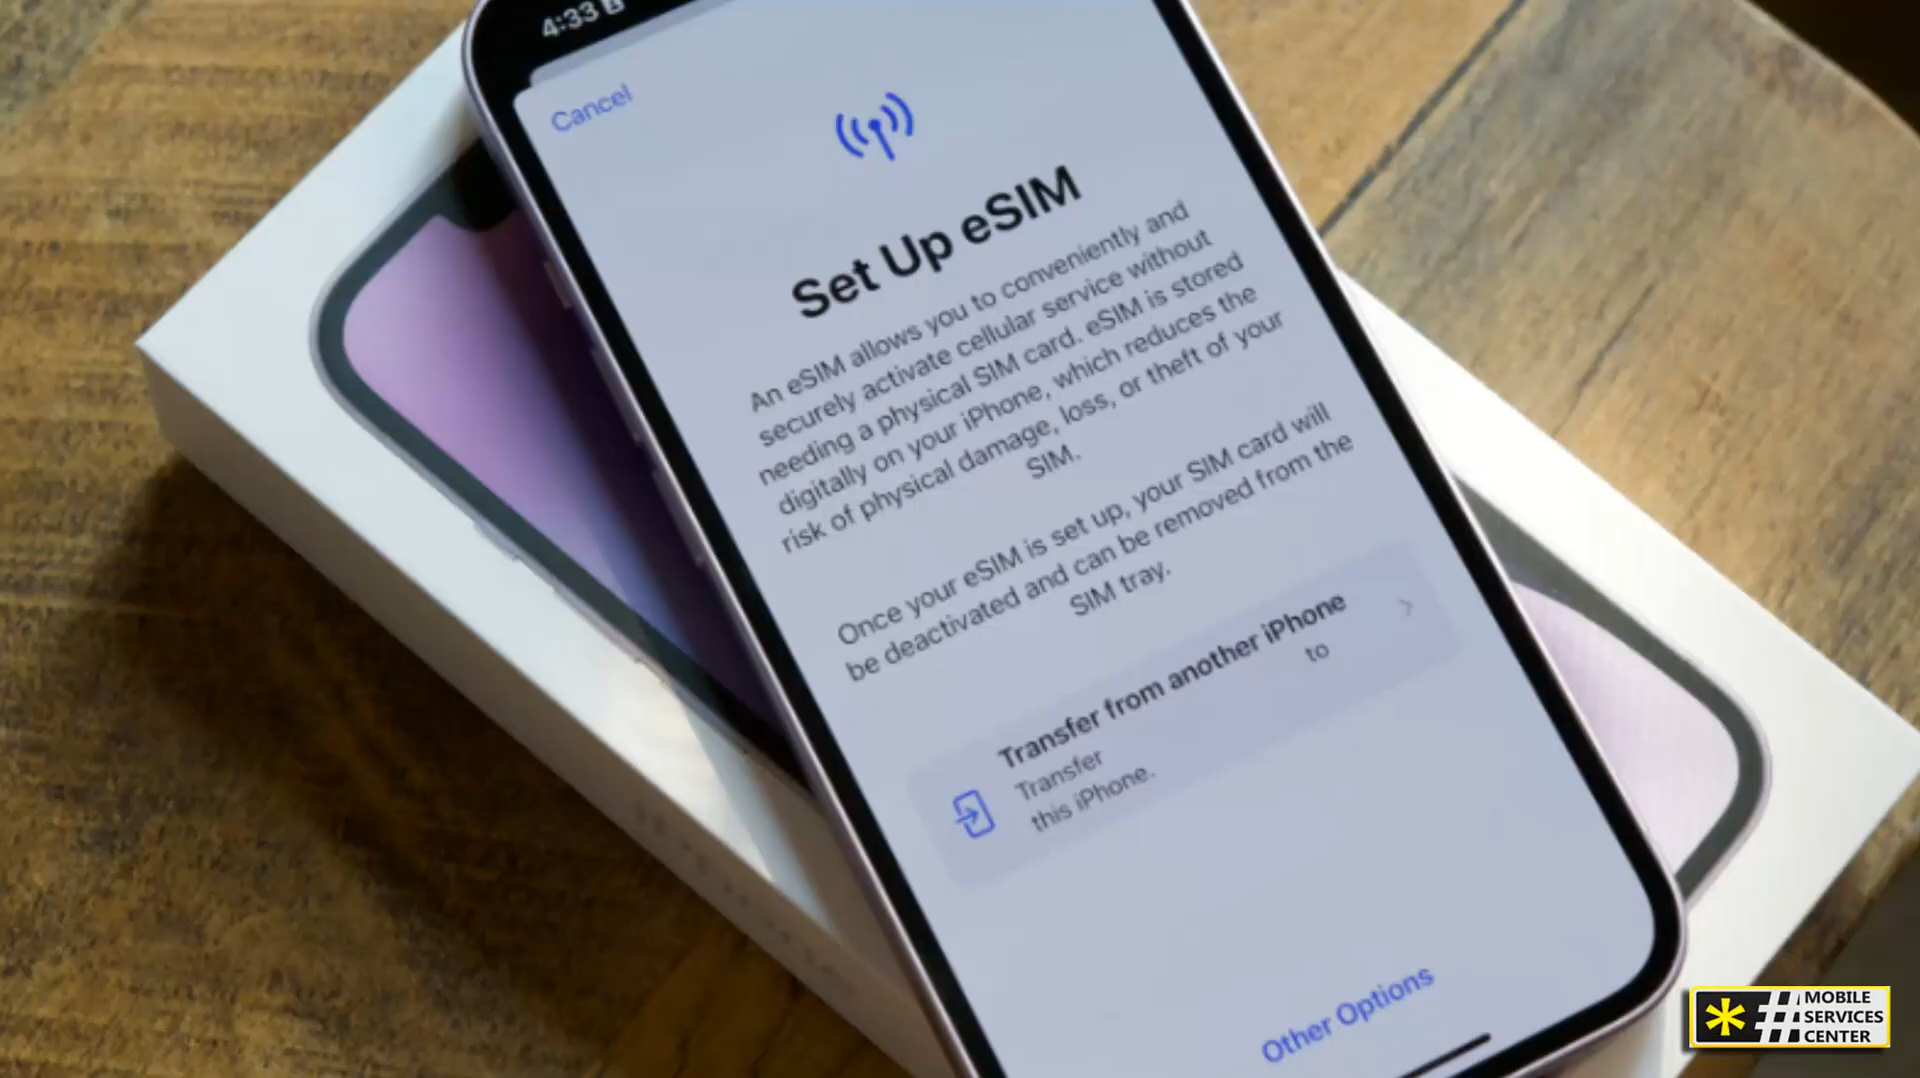 4:33
Cancel
Set Up eSIM
An eSIM allows you to conveniently and
securely activate cellular service without
needing a physical SIM card. eSIM is stored
digitally on your iPhone, which reduces the
risk of physical damage, loss, or theft of your
SIM.
Once your eSIM is set up, your SIM card will
be deactivated and can be removed from the
SIM tray.
Transfer from another iPhone
Transfer to
this iPhone.
Other Options
*#MOBILE
SERVICES
CENTER